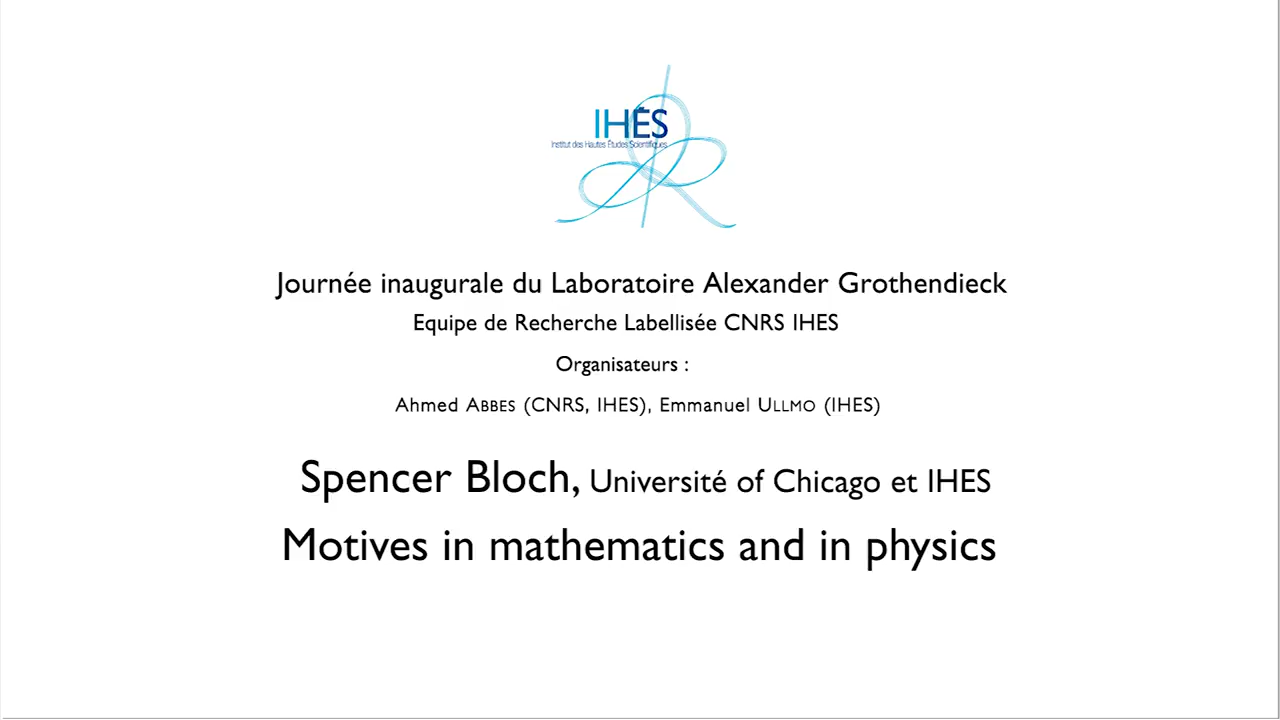 IHÉS
Institut des Hautes Études Scientifiques
Journée inaugurale du Laboratoire Alexander Grothendieck
Equipe de Recherche Labellisée CNRS IHES
Organisateurs :
Ahmed ABBES (CNRS, IHES), Emmanuel ULLMO (IHES)
Spencer Bloch, Université of Chicago et IHES
Motives in mathematics and in physics